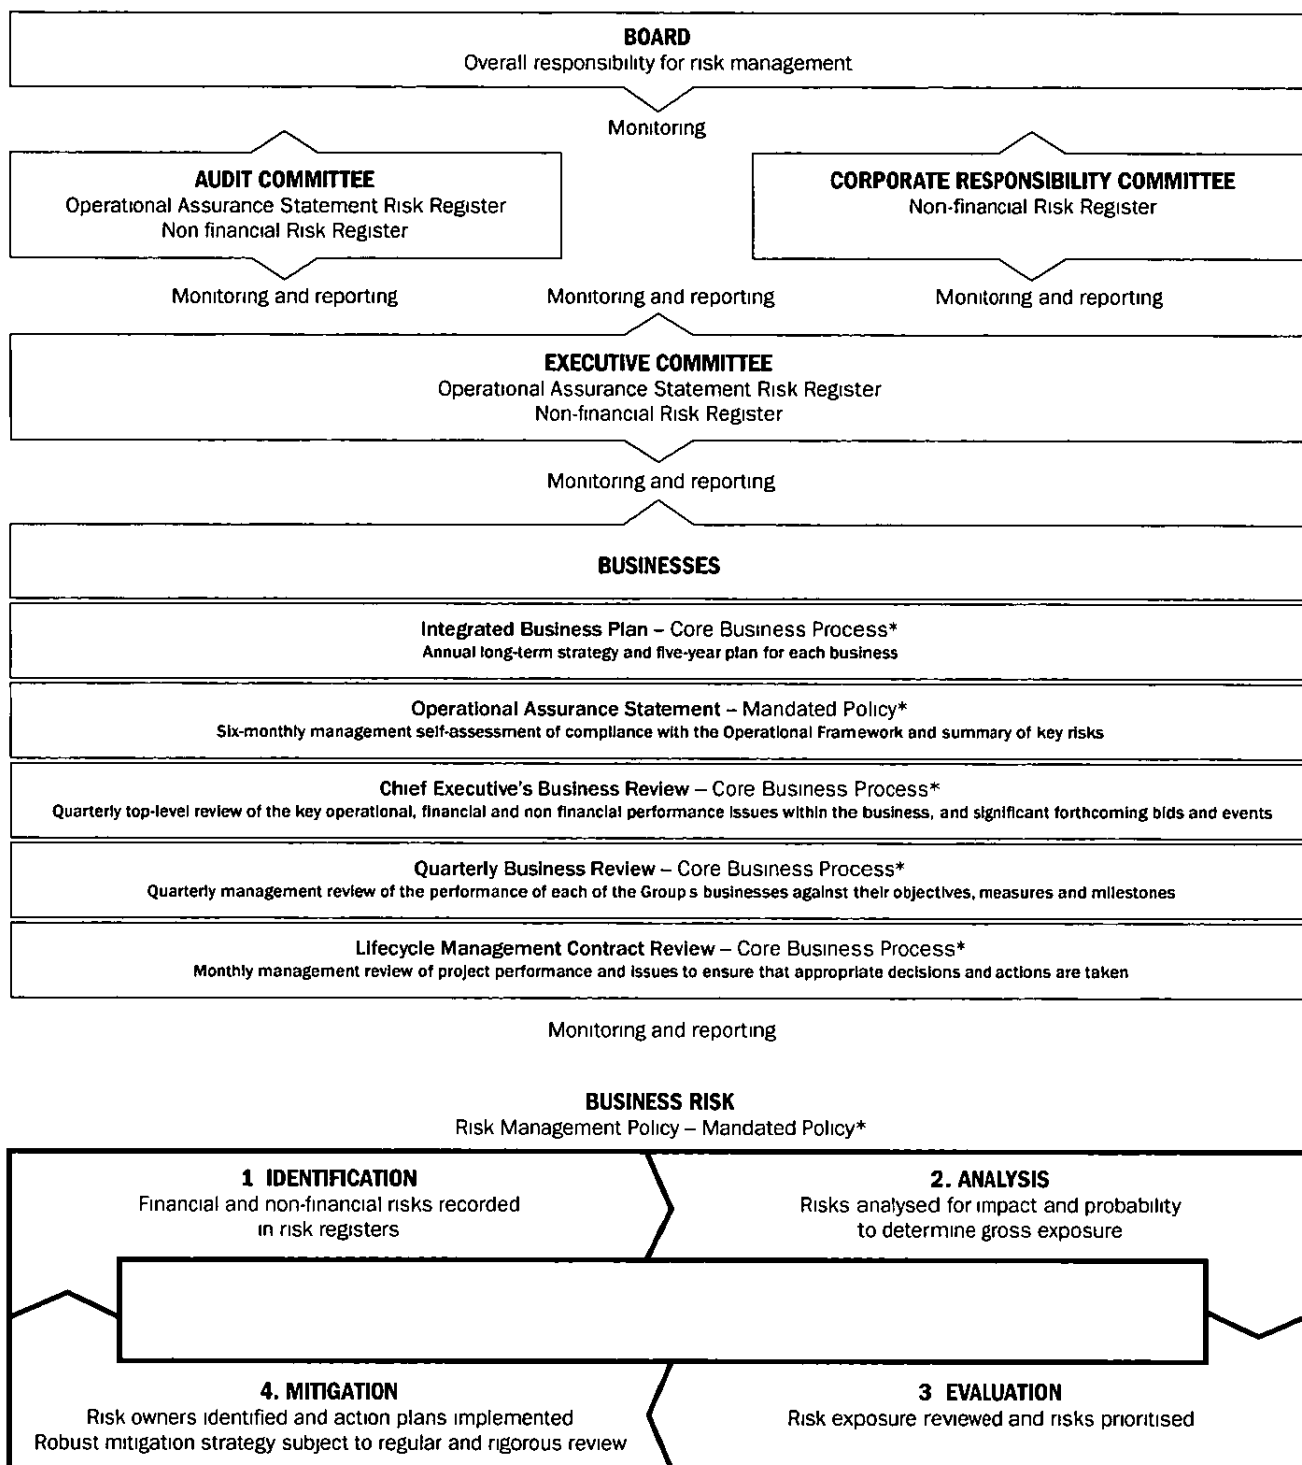 BOARD
Overall responsibility for risk management
Monitoring
AUDIT COMMITTEE
Operational Assurance Statement Risk Register
Non financial Risk Register
CORPORATE RESPONSIBILITY COMMITTEE
Non-financial Risk Register
Monitoring and reporting
Monitoring and reporting
Monitoring and reporting
EXECUTIVE COMMITTEE
Operational Assurance Statement Risk Register
Non-financial Risk Register
Monitoring and reporting
BUSINESSES
Integrated Business Plan – Core Business Process*
Annual long-term strategy and five-year plan for each business
Operational Assurance Statement – Mandated Policy*
Six-monthly management self-assessment of compliance with the Operational Framework and summary of key risks
Chief Executive's Business Review – Core Business Process*
Quarterly top-level review of the key operational, financial and non financial performance issues within the business, and significant forthcoming bids and events
Quarterly Business Review – Core Business Process*
Quarterly management review of the performance of each of the Group s businesses against their objectives, measures and milestones
Lifecycle Management Contract Review – Core Business Process*
Monthly management review of project performance and issues to ensure that appropriate decisions and actions are taken
Monitoring and reporting
BUSINESS RISK
Risk Management Policy – Mandated Policy*
1 IDENTIFICATION
Financial and non-financial risks recorded
in risk registers
2. ANALYSIS
Risks analysed for impact and probability
to determine gross exposure
4. MITIGATION
Risk owners identified and action plans implemented
Robust mitigation strategy subject to regular and rigorous review
3 EVALUATION
Risk exposure reviewed and risks prioritised